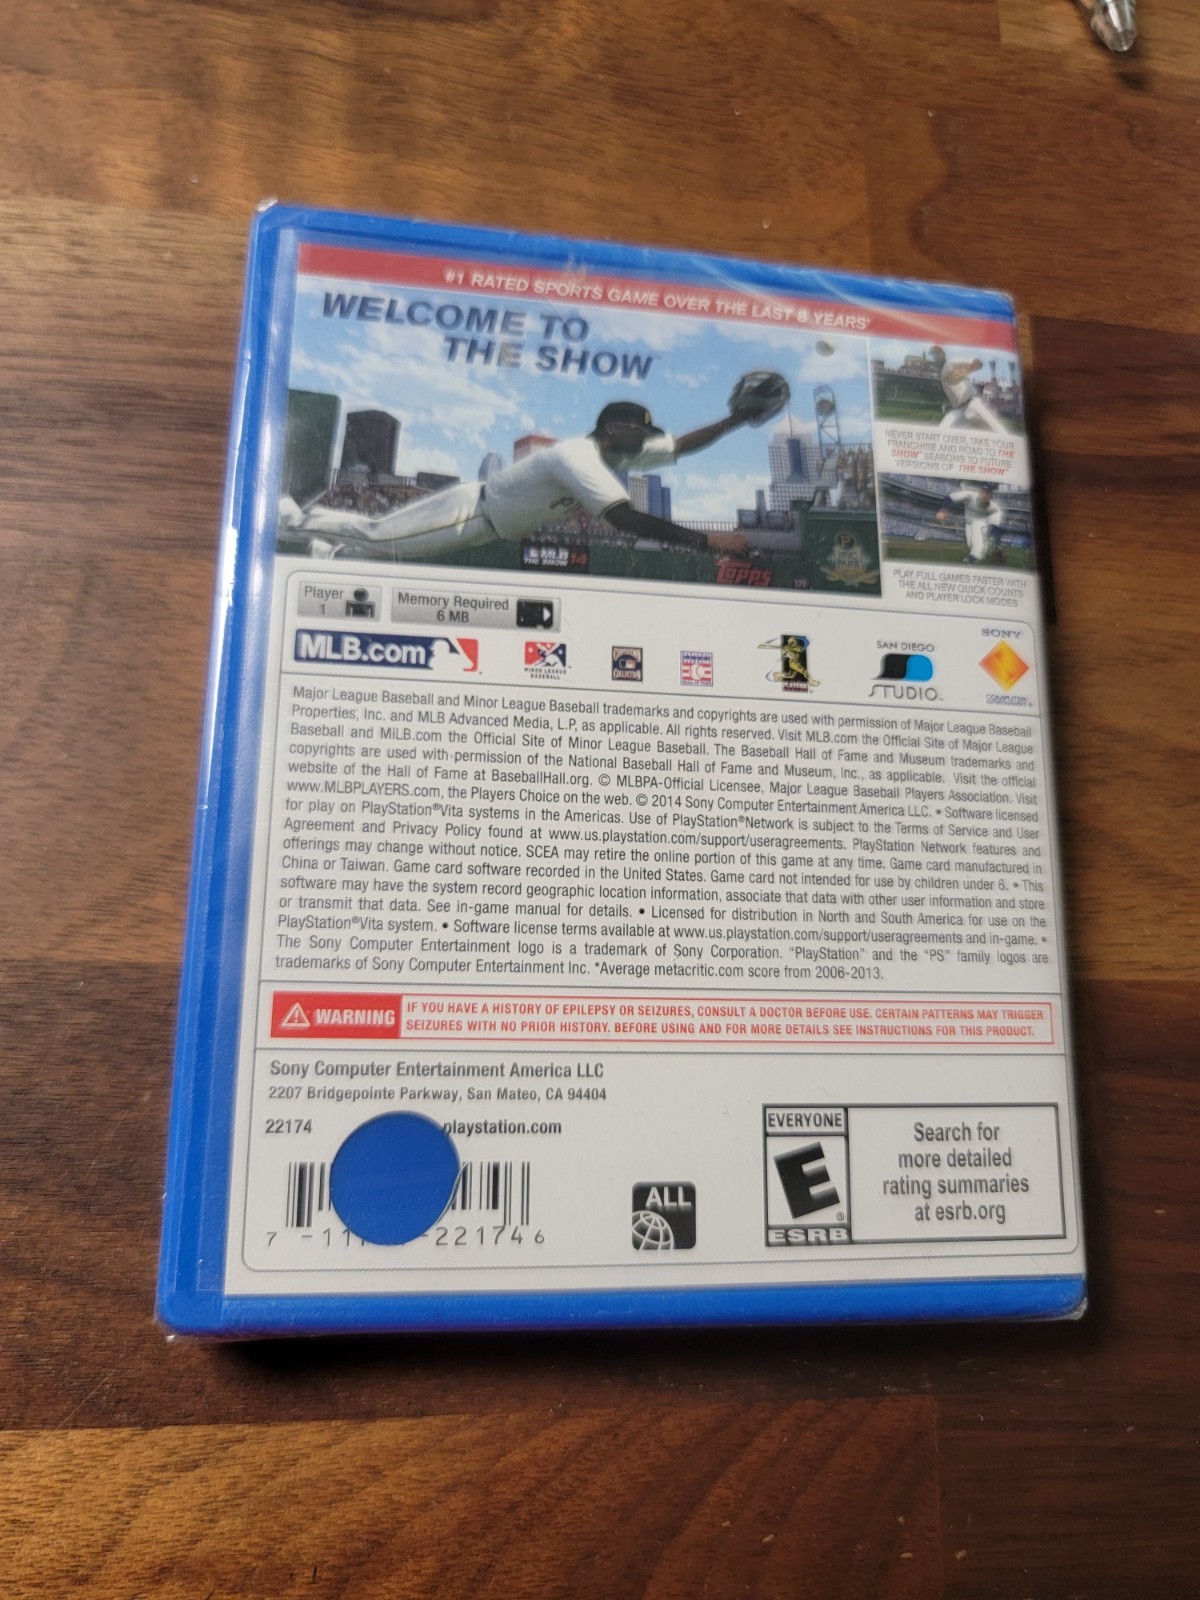 #1 RATED SPORTS GAME OVER THE LAST 8 YEARS*
WELCOME TO
THE SHOW™
NEVER START OVER, TAKE YOUR
FRANCHISE AND ROAD TO THE
SHOW™ SEASONS TO FUTURE
VERSIONS OF THE SHOW™
MLB
THE SHOW 14
Topps
PLAY FULL GAMES FASTER WITH
THE ALL NEW QUICK COUNTS
AND PLAYER LOCK MODES
Player
1
Memory Required
6 MB
MLB.com
MINOR LEAGUE
BASEBALL
SAN DIEGO
STUDIO
SONY
COMPUTER
Major League Baseball and Minor League Baseball trademarks and copyrights are used with permission of Major League Baseball
Properties, Inc. and MLB Advanced Media, L.P, as applicable. All rights reserved. Visit MLB.com the Official Site of Major League
Baseball and MiLB.com the Official Site of Minor League Baseball. The Baseball Hall of Fame and Museum trademarks and
copyrights are used with permission of the National Baseball Hall of Fame and Museum, Inc., as applicable. Visit the official
website of the Hall of Fame at BaseballHall.org. © MLBPA-Official Licensee, Major League Baseball Players Association. Visit
www.MLBPLAYERS.com, the Players Choice on the web. © 2014 Sony Computer Entertainment America LLC. • Software licensed
for play on PlayStation®Vita systems in the Americas. Use of PlayStation®Network is subject to the Terms of Service and User
Agreement and Privacy Policy found at www.us.playstation.com/support/useragreements. PlayStation Network features and
offerings may change without notice. SCEA may retire the online portion of this game at any time. Game card manufactured in
China or Taiwan. Game card software recorded in the United States. Game card not intended for use by children under 6. • This
software may have the system record geographic location information, associate that data with other user information and store
or transmit that data. See in-game manual for details. • Licensed for distribution in North and South America for use on the
PlayStation®Vita system. • Software license terms available at www.us.playstation.com/support/useragreements and in-game. •
The Sony Computer Entertainment logo is a trademark of Sony Corporation. "PlayStation" and the "PS" family logos are
trademarks of Sony Computer Entertainment Inc. *Average metacritic.com score from 2006-2013.
WARNING
IF YOU HAVE A HISTORY OF EPILEPSY OR SEIZURES, CONSULT A DOCTOR BEFORE USE. CERTAIN PATTERNS MAY TRIGGER
SEIZURES WITH NO PRIOR HISTORY. BEFORE USING AND FOR MORE DETAILS SEE INSTRUCTIONS FOR THIS PRODUCT.
Sony Computer Entertainment America LLC
2207 Bridgepointe Parkway, San Mateo, CA 94404
22174 playstation.com
7 -11 -22174 6
ALL
EVERYONE
E
ESRB
Search for
more detailed
rating summaries
at esrb.org